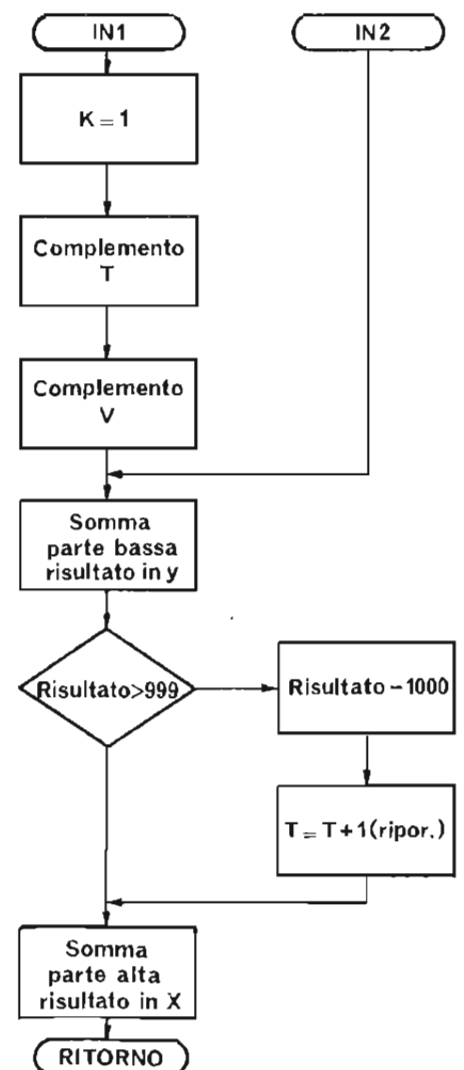 IN1
IN2
K = 1
Complemento
T
Complemento
V
Somma
parte bassa
risultato in y
Risultato>999
Risultato - 1000
T = T + 1 (ripor.)
Somma
parte alta
risultato in X
RITORNO